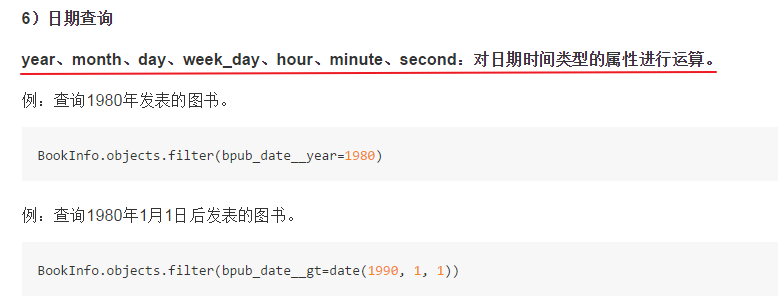 6）日期查询
year、month、day、week_day、hour、minute、second：对日期时间类型的属性进行运算。
例：查询1980年发表的图书。
BookInfo.objects.filter(bpub_date__year=1980)
例：查询1980年1月1日后发表的图书。
BookInfo.objects.filter(bpub_date__gt=date(1990, 1, 1))